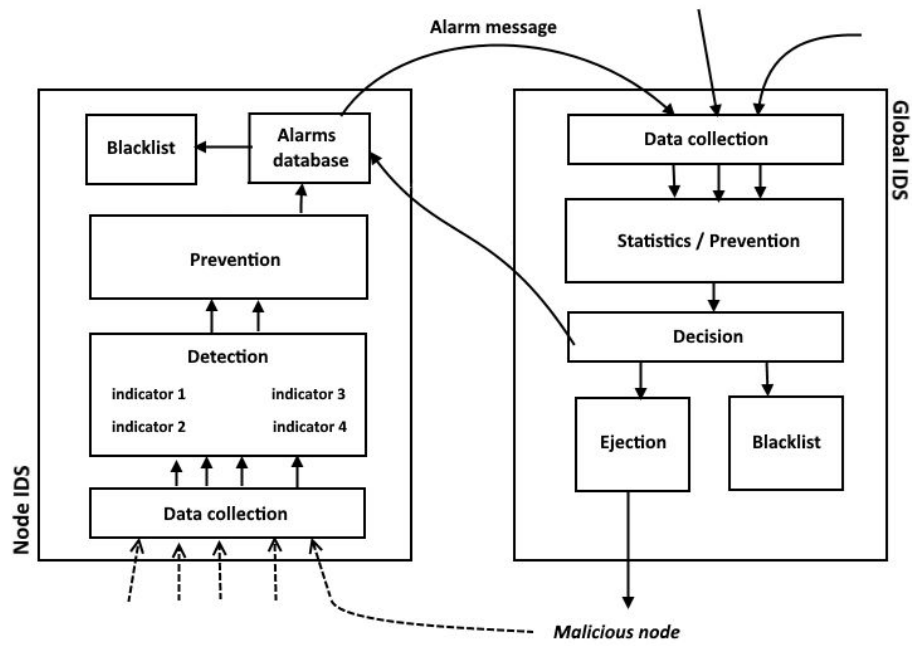 Alarm message
Node IDS
Blacklist
Alarms
database
Prevention
Detection
indicator 1
indicator 3
indicator 2
indicator 4
Data collection
Global IDS
Data collection
Statistics / Prevention
Decision
Ejection
Blacklist
Malicious node